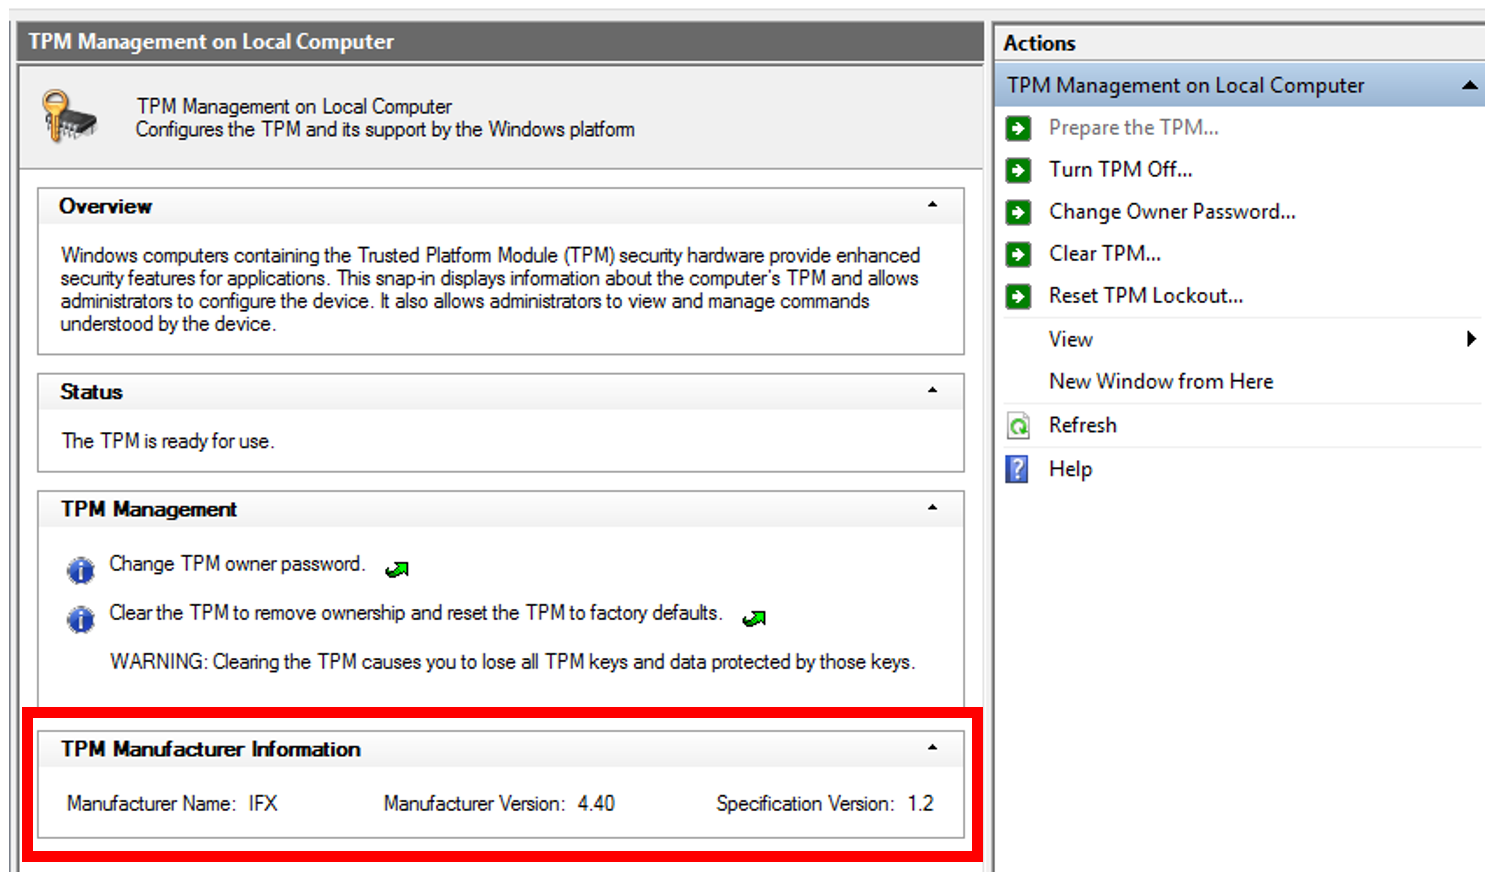 TPM Management on Local Computer
TPM Management on Local Computer
Configures the TPM and its support by the Windows platform
Overview
Windows computers containing the Trusted Platform Module (TPM) security hardware provide enhanced
security features for applications. This snap-in displays information about the computer's TPM and allows
administrators to configure the device. It also allows administrators to view and manage commands
understood by the device.
Status
The TPM is ready for use.
TPM Management
Change TPM owner password.
Clear the TPM to remove ownership and reset the TPM to factory defaults.
WARNING: Clearing the TPM causes you to lose all TPM keys and data protected by those keys.
TPM Manufacturer Information
Manufacturer Name: IFX Manufacturer Version: 4.40 Specification Version: 1.2
Actions
TPM Management on Local Computer
Prepare the TPM...
Turn TPM Off...
Change Owner Password...
Clear TPM...
Reset TPM Lockout...
View
New Window from Here
Refresh
Help